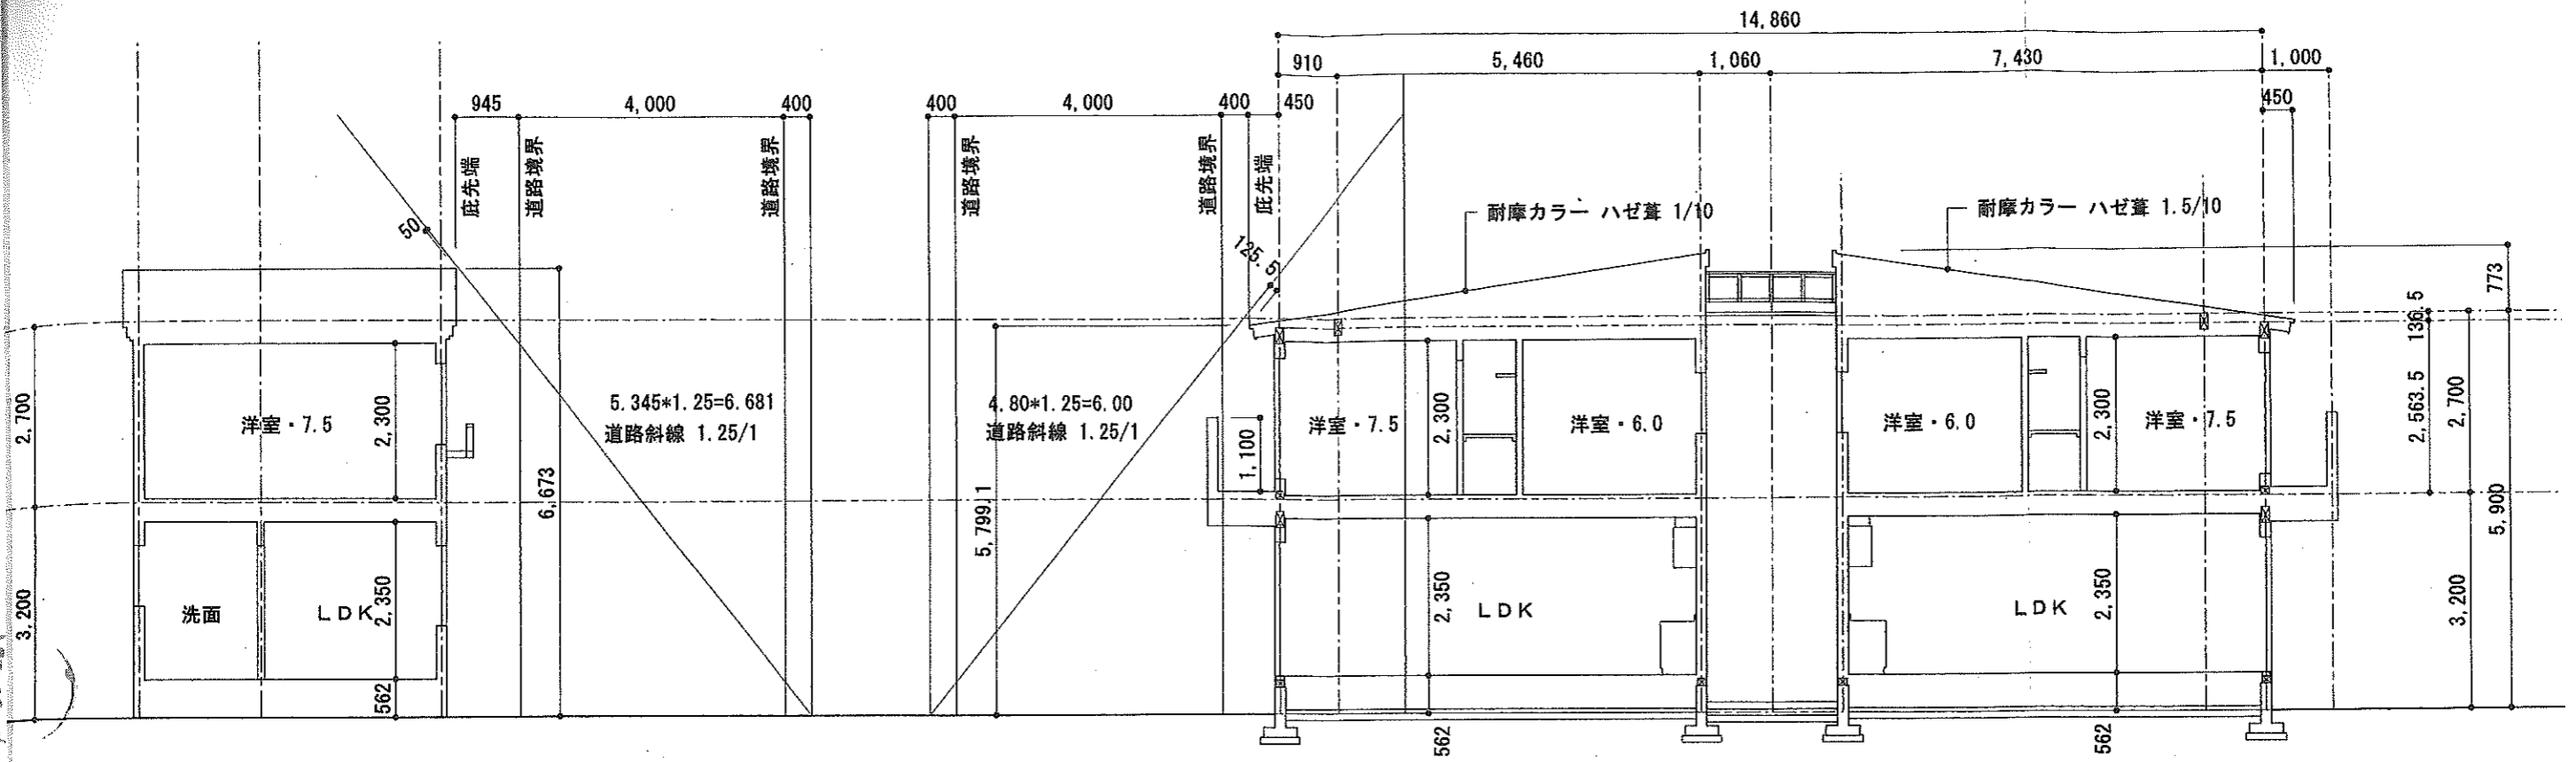 14,860
910
5,460
1,060
7,430
1,000
945
4,000
400
400
4,000
400
450
450
庇先端
道路境界
道路境界
道路境界
道路境界
庇先端
50
125.5
耐摩カラー ハゼ葺 1/10
耐摩カラー ハゼ葺 1.5/10
773
136.5
2,700
洋室・7.5
2,300
6,673
5.345*1.25=6.681
道路斜線 1.25/1
4.80*1.25=6.00
道路斜線 1.25/1
5,799.1
1,100
洋室・7.5
2,300
洋室・6.0
洋室・6.0
2,300
洋室・7.5
2,563.5
2,700
5,900
3,200
洗面
LDK
2,350
562
2,350
LDK
562
LDK
2,350
562
3,200